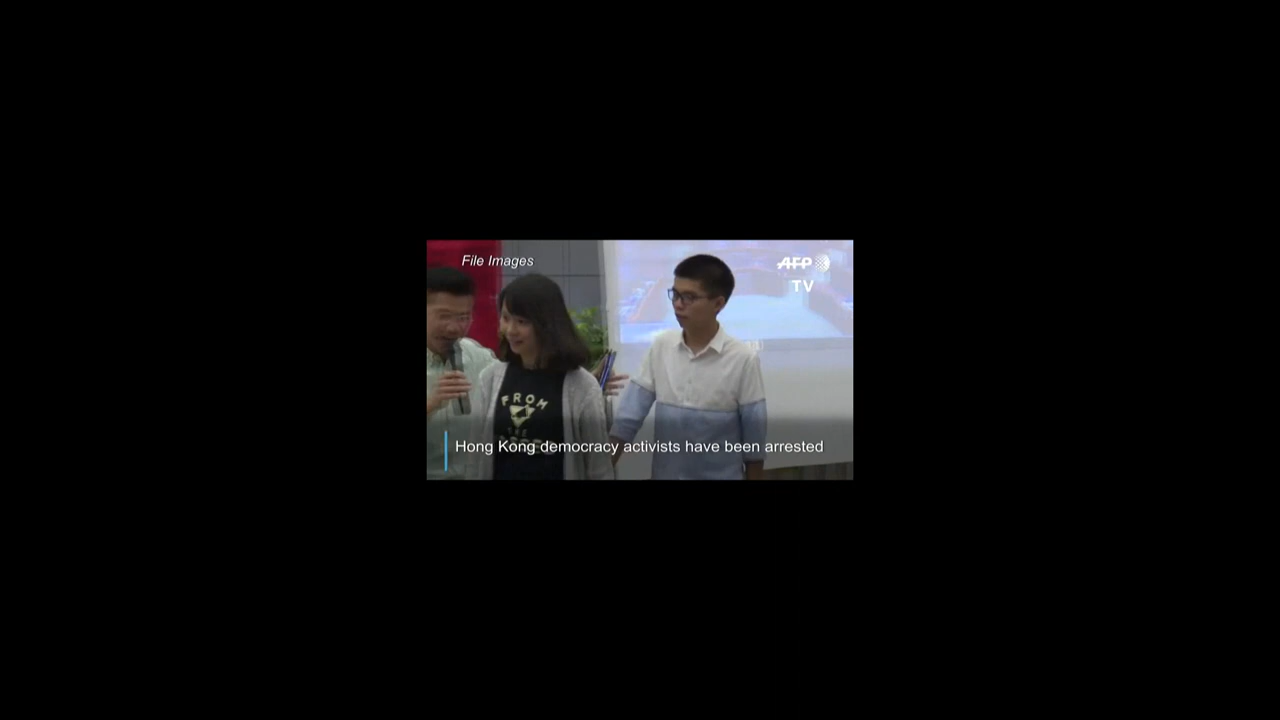 File Images
AFP
TV
FROM
Hong Kong democracy activists have been arrested